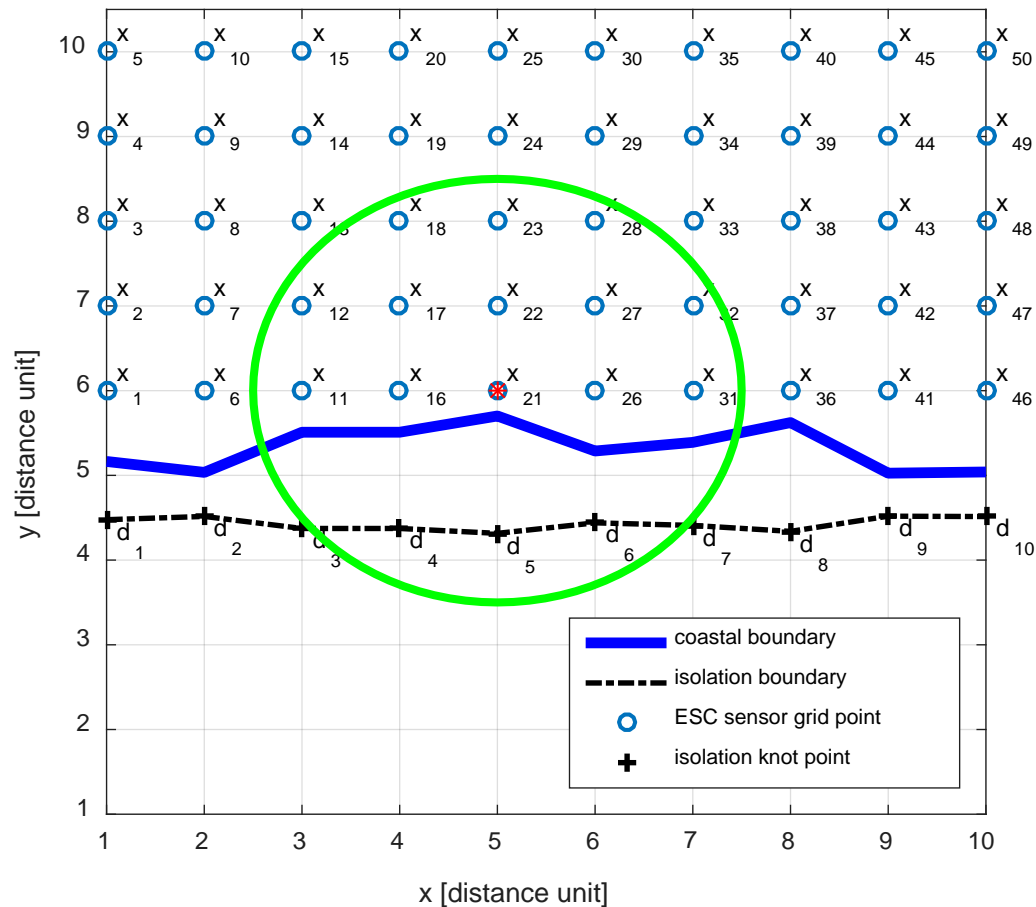 10 x 5 x 10 x 15 x 20 x 25 x 30 x 35 x 40 x 45 x 50
9 x 4 x 9 x 14 x 19 x 24 x 29 x 34 x 39 x 44 x 49
8 x 3 x 8 x 13 x 18 x 23 x 28 x 33 x 38 x 43 x 48
7 x 2 x 7 x 12 x 17 x 22 x 27 x 32 x 37 x 42 x 47
6 x 1 x 6 x 11 x 16 x 21 x 26 x 31 x 36 x 41 x 46
5
d 1 d 2 d 3 d 4 d 5 d 6 d 7 d 8 d 9 d 10
4
3
2
1
y [distance unit]
coastal boundary
isolation boundary
ESC sensor grid point
isolation knot point
1 2 3 4 5 6 7 8 9 10
x [distance unit]